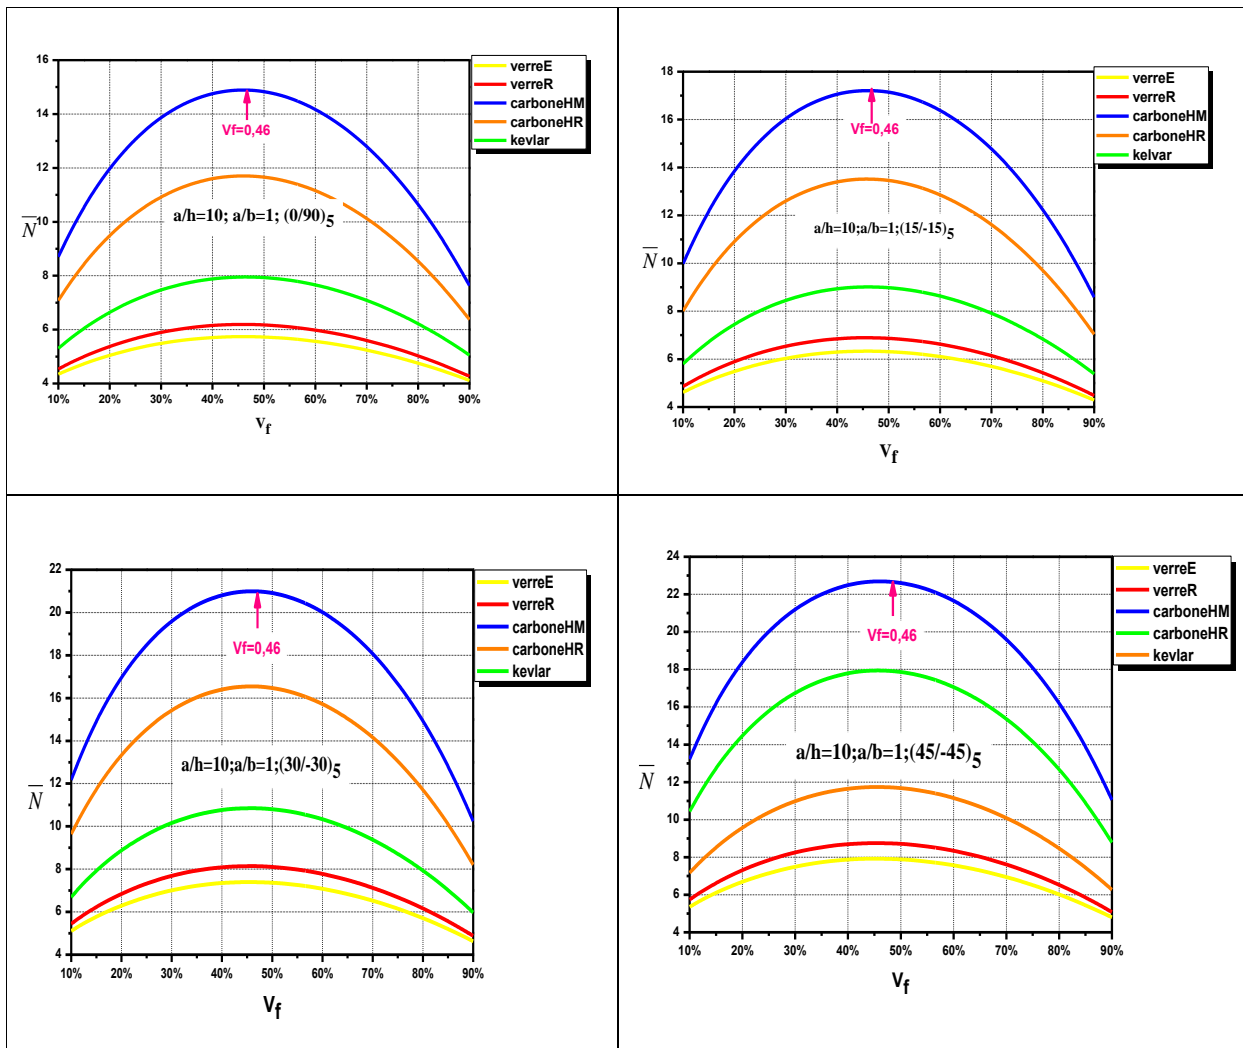 16
14
12
10
8
6
4
N̅
10% 20% 30% 40% 50% 60% 70% 80% 90%
Vf
Vf=0,46
a/h=10; a/b=1; (0/90)5
verreE
verreR
carboneHM
carboneHR
kevlar
18
16
14
12
10
8
6
4
N̅
10% 20% 30% 40% 50% 60% 70% 80% 90%
Vf
Vf=0,46
a/h=10;a/b=1;(15/-15)5
verreE
verreR
carboneHM
carboneHR
kelvar
22
21
20
18
16
14
12
10
8
6
4
N̅
10% 20% 30% 40% 50% 60% 70% 80% 90%
Vf
Vf=0,46
a/h=10;a/b=1;(30/-30)5
verreE
verreR
carboneHM
carboneHR
kevlar
24
22
20
18
16
14
12
10
8
6
4
N̅
10% 20% 30% 40% 50% 60% 70% 80% 90%
Vf
Vf=0,46
a/h=10;a/b=1;(45/-45)5
verreE
verreR
carboneHM
carboneHR
kevlar